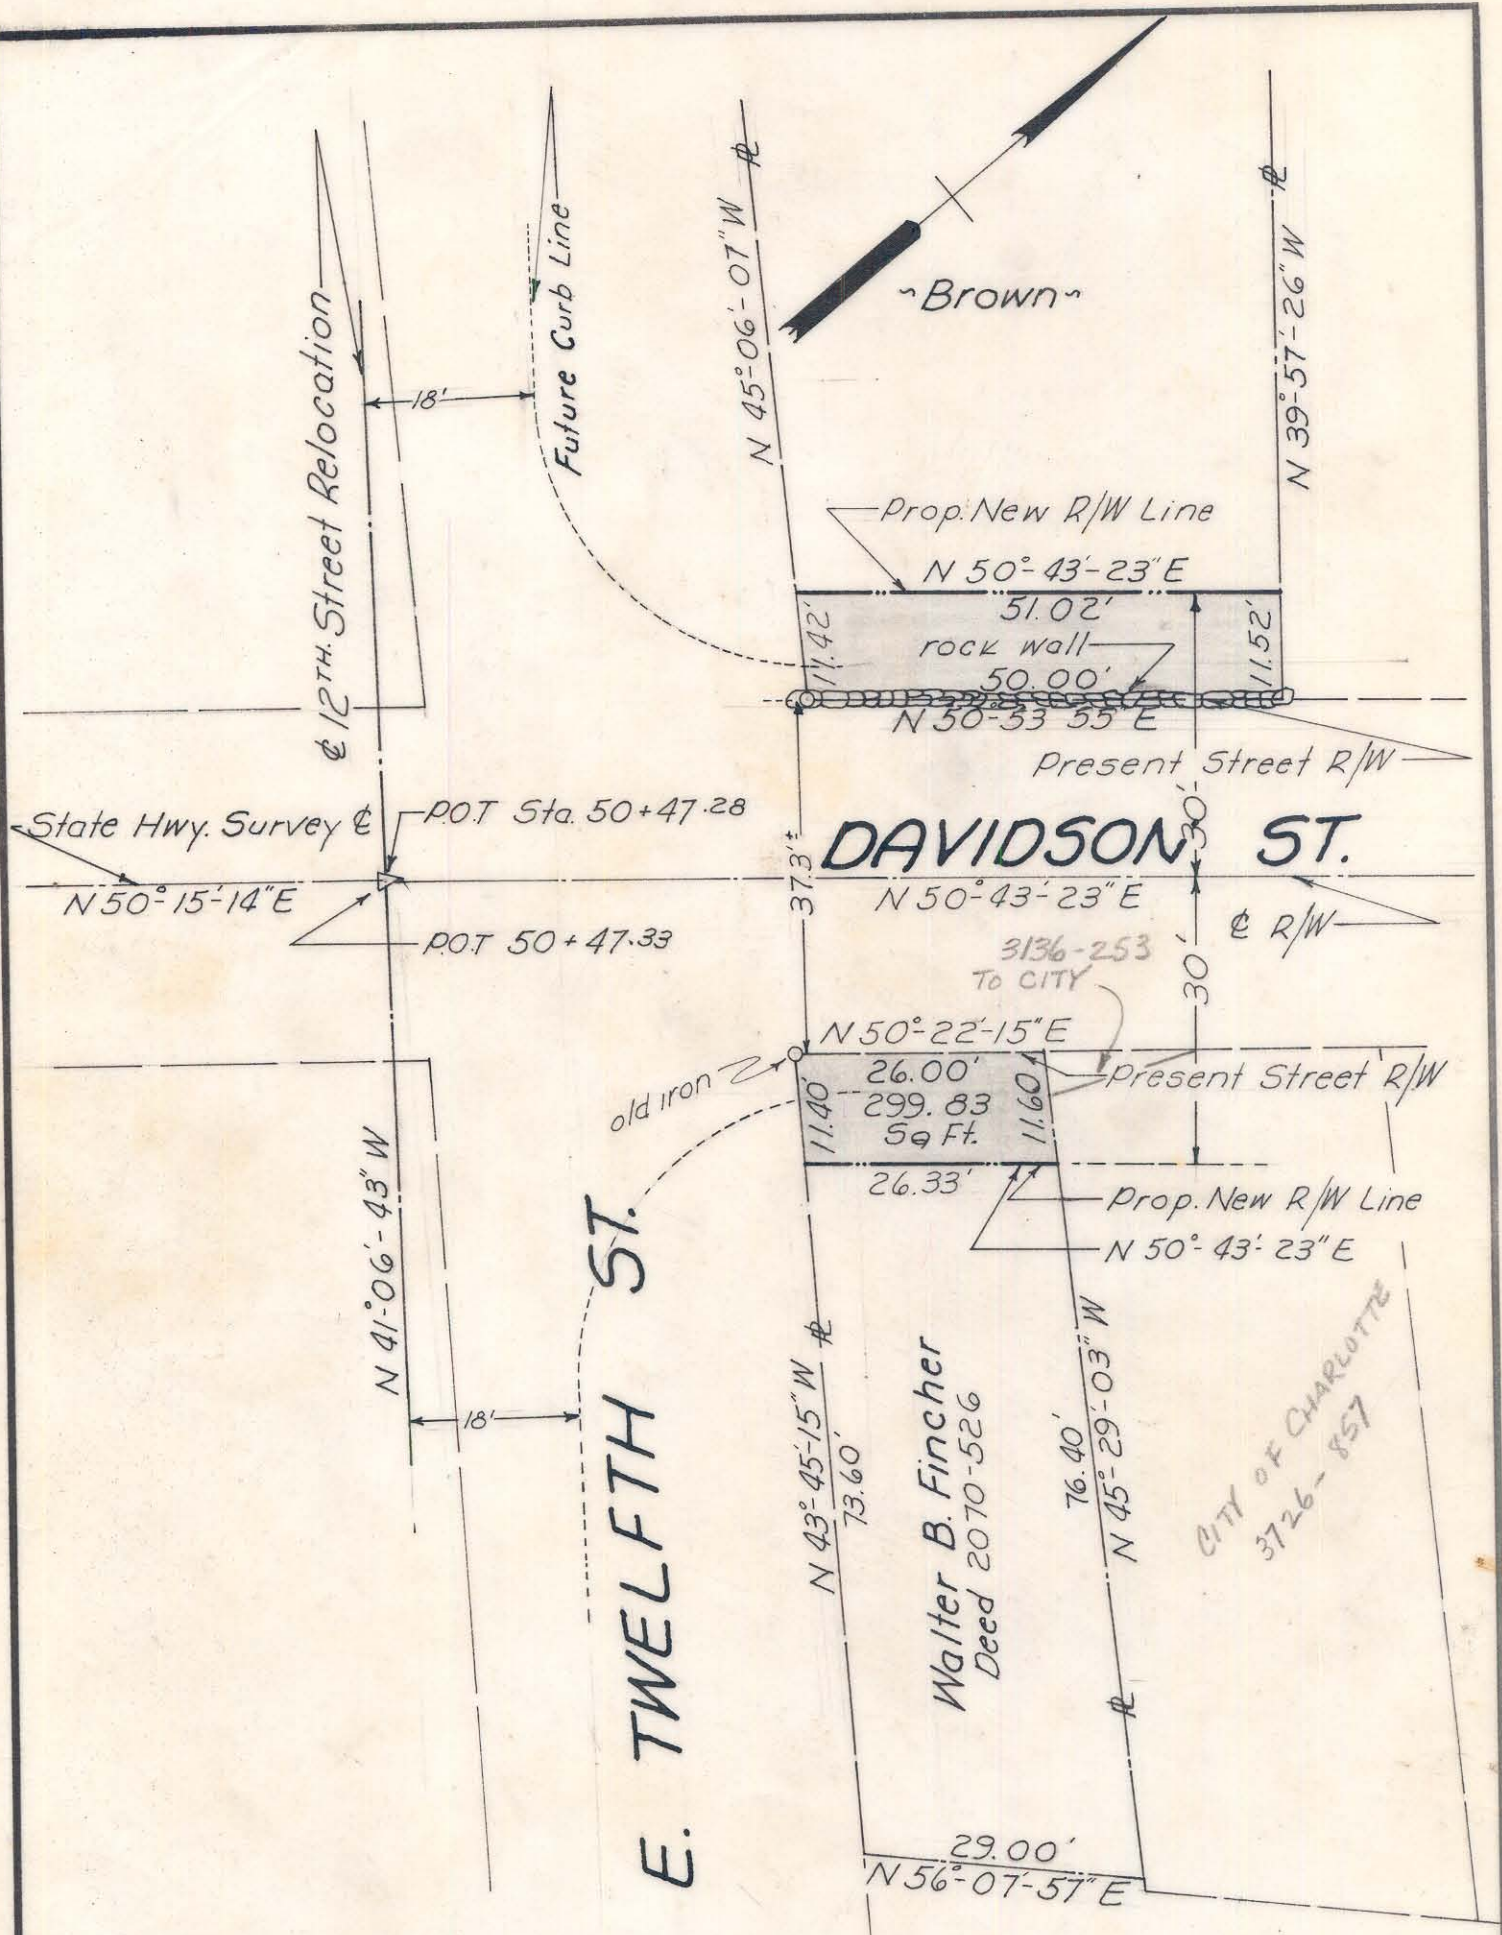 ℄ 12TH. Street Relocation
Future Curb Line
18'
N 45°-06'-07" W ℞
~Brown~
N 39°-57'-26" W ℞
Prop. New R/W Line
N 50°-43'-23" E
51.02'
11.42'
11.52'
rock wall
50.00'
N 50°-53'55" E
Present Street R/W
State Hwy. Survey ℄
P.O.T Sta. 50+47.28
N 50°-15'-14" E
P.O.T 50+47.33
37.3'±
DAVIDSON ST.
30'
N 50°-43'-23" E
℄ R/W
3136-253
To CITY
30'
N 50°-22'-15" E
old iron
26.00'
299.83
Sq Ft.
11.40'
11.60
Present Street R/W
26.33'
Prop. New R/W Line
N 50°-43'-23" E
N 41°-06'-43" W
18'
E. TWELFTH ST.
N 43°-45'-15" W ℞
73.60'
Walter B. Fincher
Deed 2070-526
76.40'
N 45°-29'-03" W
℞
CITY OF CHARLOTTE
3726-857
29.00'
N 56°-07'-57" E